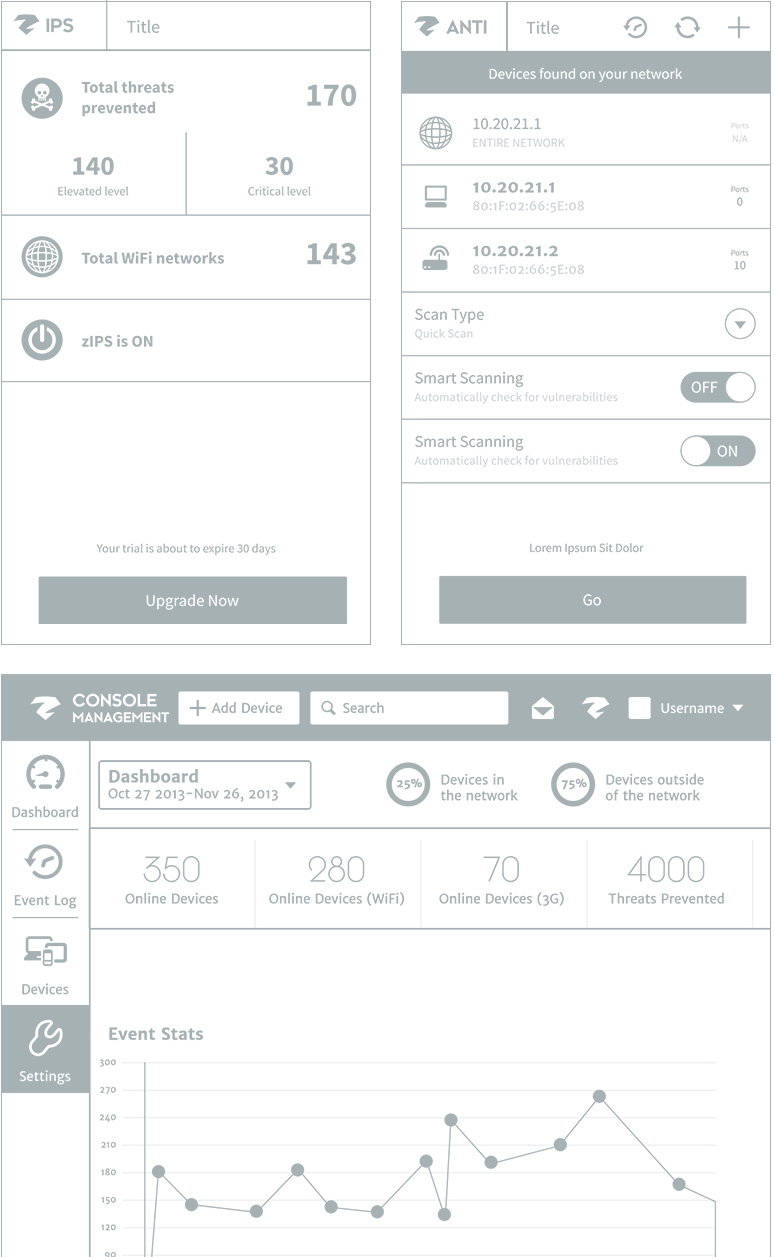 IPS
Title
Total threats
prevented
170
140
Elevated level
30
Critical level
Total WiFi networks
143
zIPS is ON
Your trial is about to expire 30 days
Upgrade Now
ANTI
Title
Devices found on your network
10.20.21.1
ENTIRE NETWORK
Ports
N/A
10.20.21.1
80:1F:02:66:5E:08
Ports
0
10.20.21.2
80:1F:02:66:5E:08
Ports
10
Scan Type
Quick Scan
Smart Scanning
Automatically check for vulnerabilities
OFF
Smart Scanning
Automatically check for vulnerabilities
ON
Lorem Ipsum Sit Dolor
Go
CONSOLE
MANAGEMENT
Add Device
Search
Username
Dashboard
Event Log
Devices
Settings
Dashboard
Oct 27 2013-Nov 26, 2013
25%
Devices in
the network
75%
Devices outside
of the network
350
Online Devices
280
Online Devices (WiFi)
70
Online Devices (3G)
4000
Threats Prevented
Event Stats
300
270
240
210
180
150
120
90